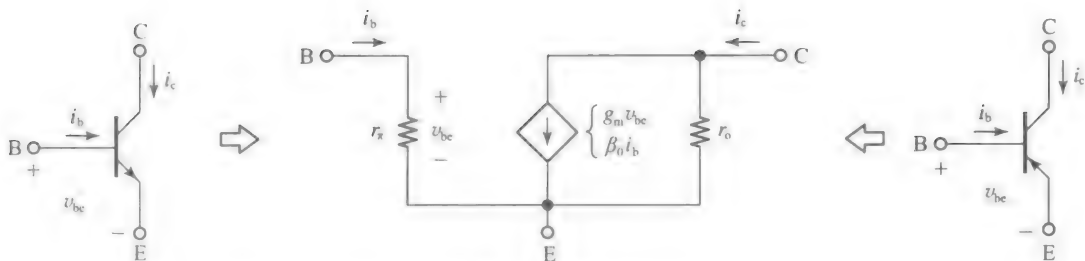 C
i_c
i_b
B
+
v_be
−
E
i_b
B
r_π
+
v_be
−
g_m v_be
β_0 i_b
r_o
i_c
C
E
C
i_c
i_b
B
+
v_be
−
E